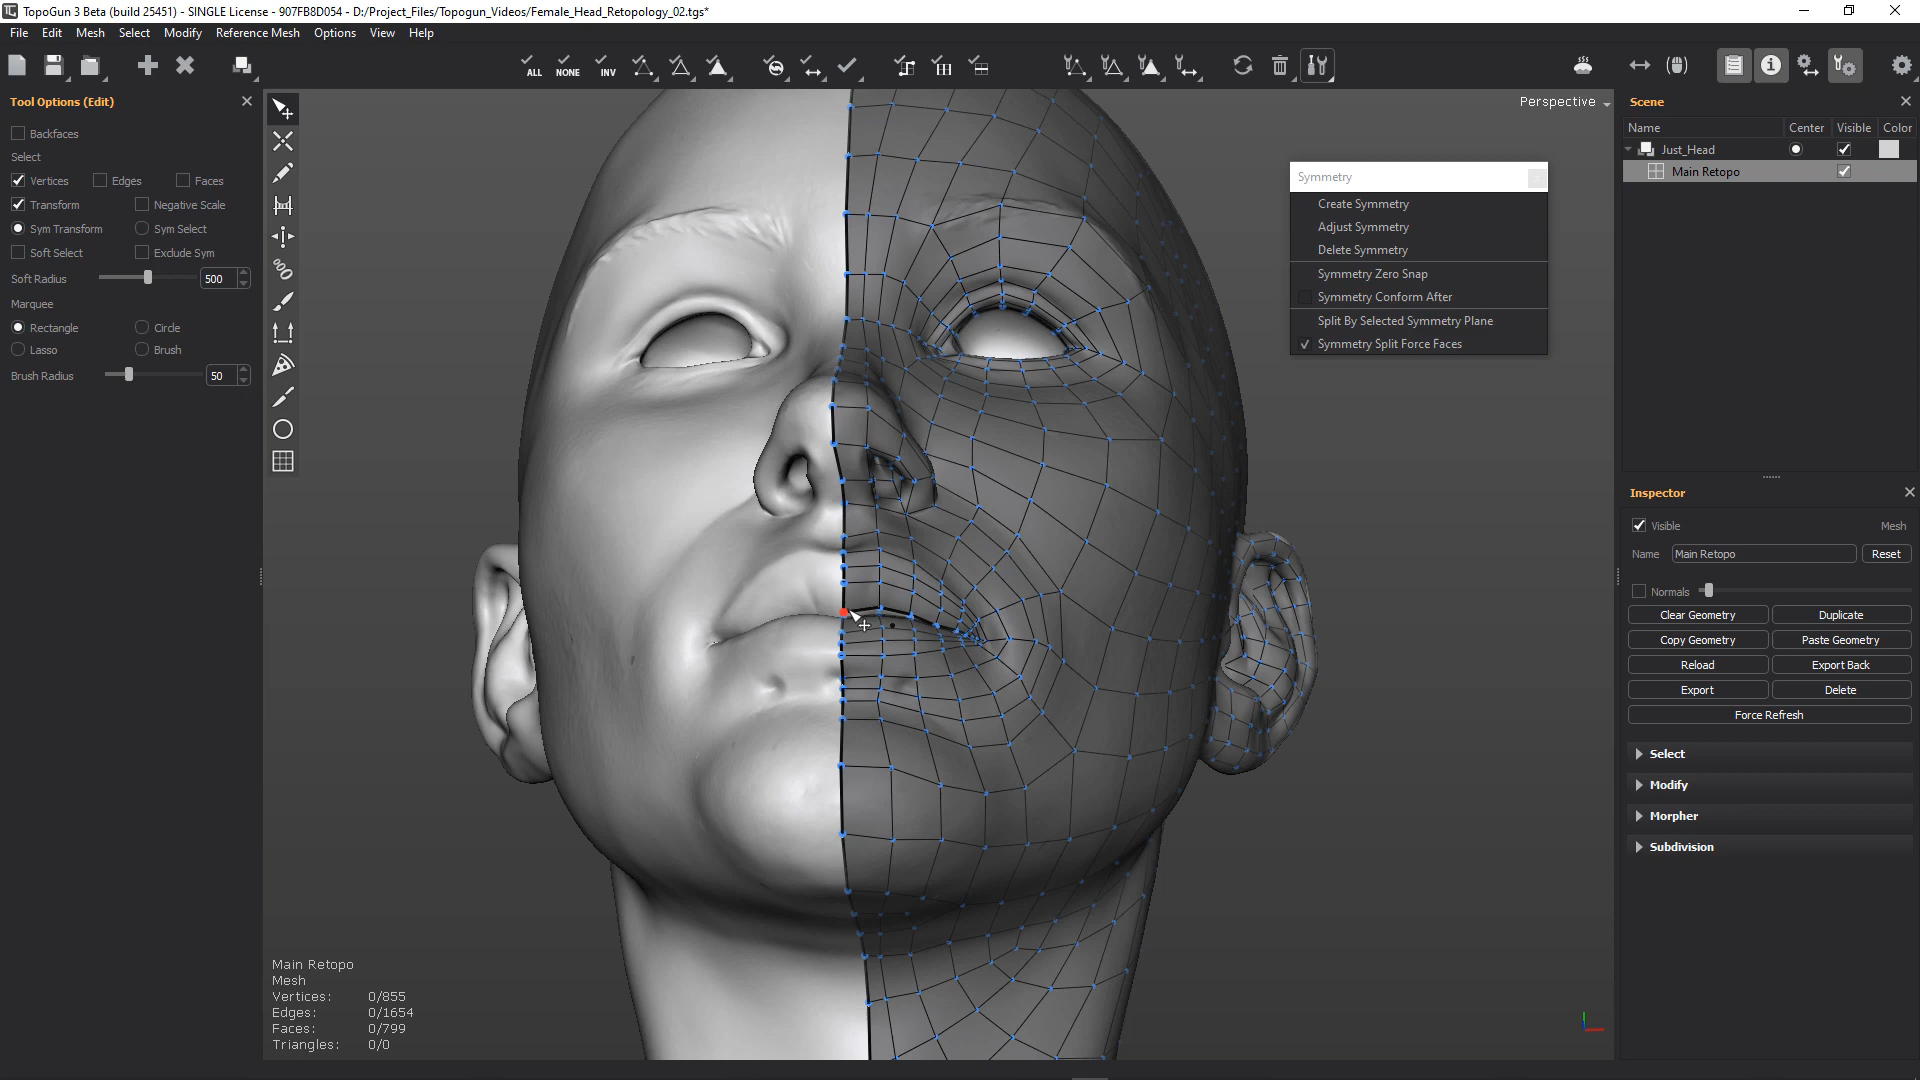 TopoGun 3 Beta (build 25451) - SINGLE License - 907FB8D054 - D:/Project_Files/Topogun_Videos/Female_Head_Retopology_02.tgs*
File Edit Mesh Select Modify Reference Mesh Options View Help
ALL NONE INV
Tool Options (Edit)
Backfaces
Select
Vertices Edges Faces
Transform Negative Scale
Sym Transform Sym Select
Soft Select Exclude Sym
Soft Radius 500
Marquee
Rectangle Circle
Lasso Brush
Brush Radius 50
Perspective
Symmetry
Create Symmetry
Adjust Symmetry
Delete Symmetry
Symmetry Zero Snap
Symmetry Conform After
Split By Selected Symmetry Plane
Symmetry Split Force Faces
Main Retopo
Mesh
Vertices: 0/855
Edges: 0/1654
Faces: 0/799
Triangles: 0/0
Scene
Name Center Visible Color
Just_Head
Main Retopo
Inspector
Visible Mesh
Name Main Retopo Reset
Normals
Clear Geometry Duplicate
Copy Geometry Paste Geometry
Reload Export Back
Export Delete
Force Refresh
Select
Modify
Morpher
Subdivision